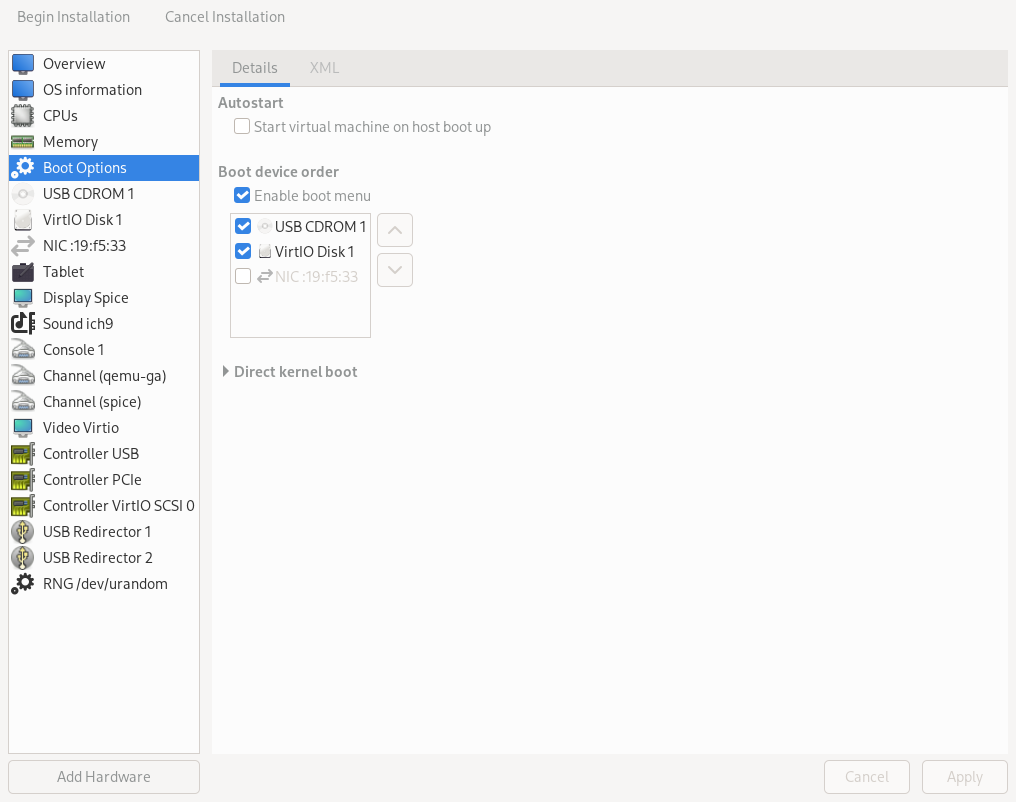 Begin Installation Cancel Installation
Overview
OS information
CPUs
Memory
Boot Options
USB CDROM 1
VirtIO Disk 1
NIC :19:f5:33
Tablet
Display Spice
Sound ich9
Console 1
Channel (qemu-ga)
Channel (spice)
Video Virtio
Controller USB
Controller PCIe
Controller VirtIO SCSI 0
USB Redirector 1
USB Redirector 2
RNG /dev/urandom
Add Hardware
Details XML
Autostart
Start virtual machine on host boot up
Boot device order
Enable boot menu
USB CDROM 1
VirtIO Disk 1
NIC :19:f5:33
Direct kernel boot
Cancel Apply